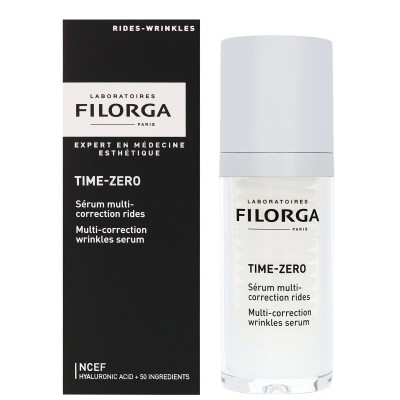 RIDES-WRINKLES
LABORATOIRES
FILORGA
PARIS
EXPERT EN MÉDECINE
ESTHÉTIQUE
TIME-ZERO
Sérum multi-
correction rides
Multi-correction
wrinkles serum
NCEF
HYALURONIC ACID + 50 INGREDIENTS
LABORATOIRES
FILORGA
PARIS
TIME-ZERO
Sérum multi-
correction rides
Multi-correction
wrinkles serum